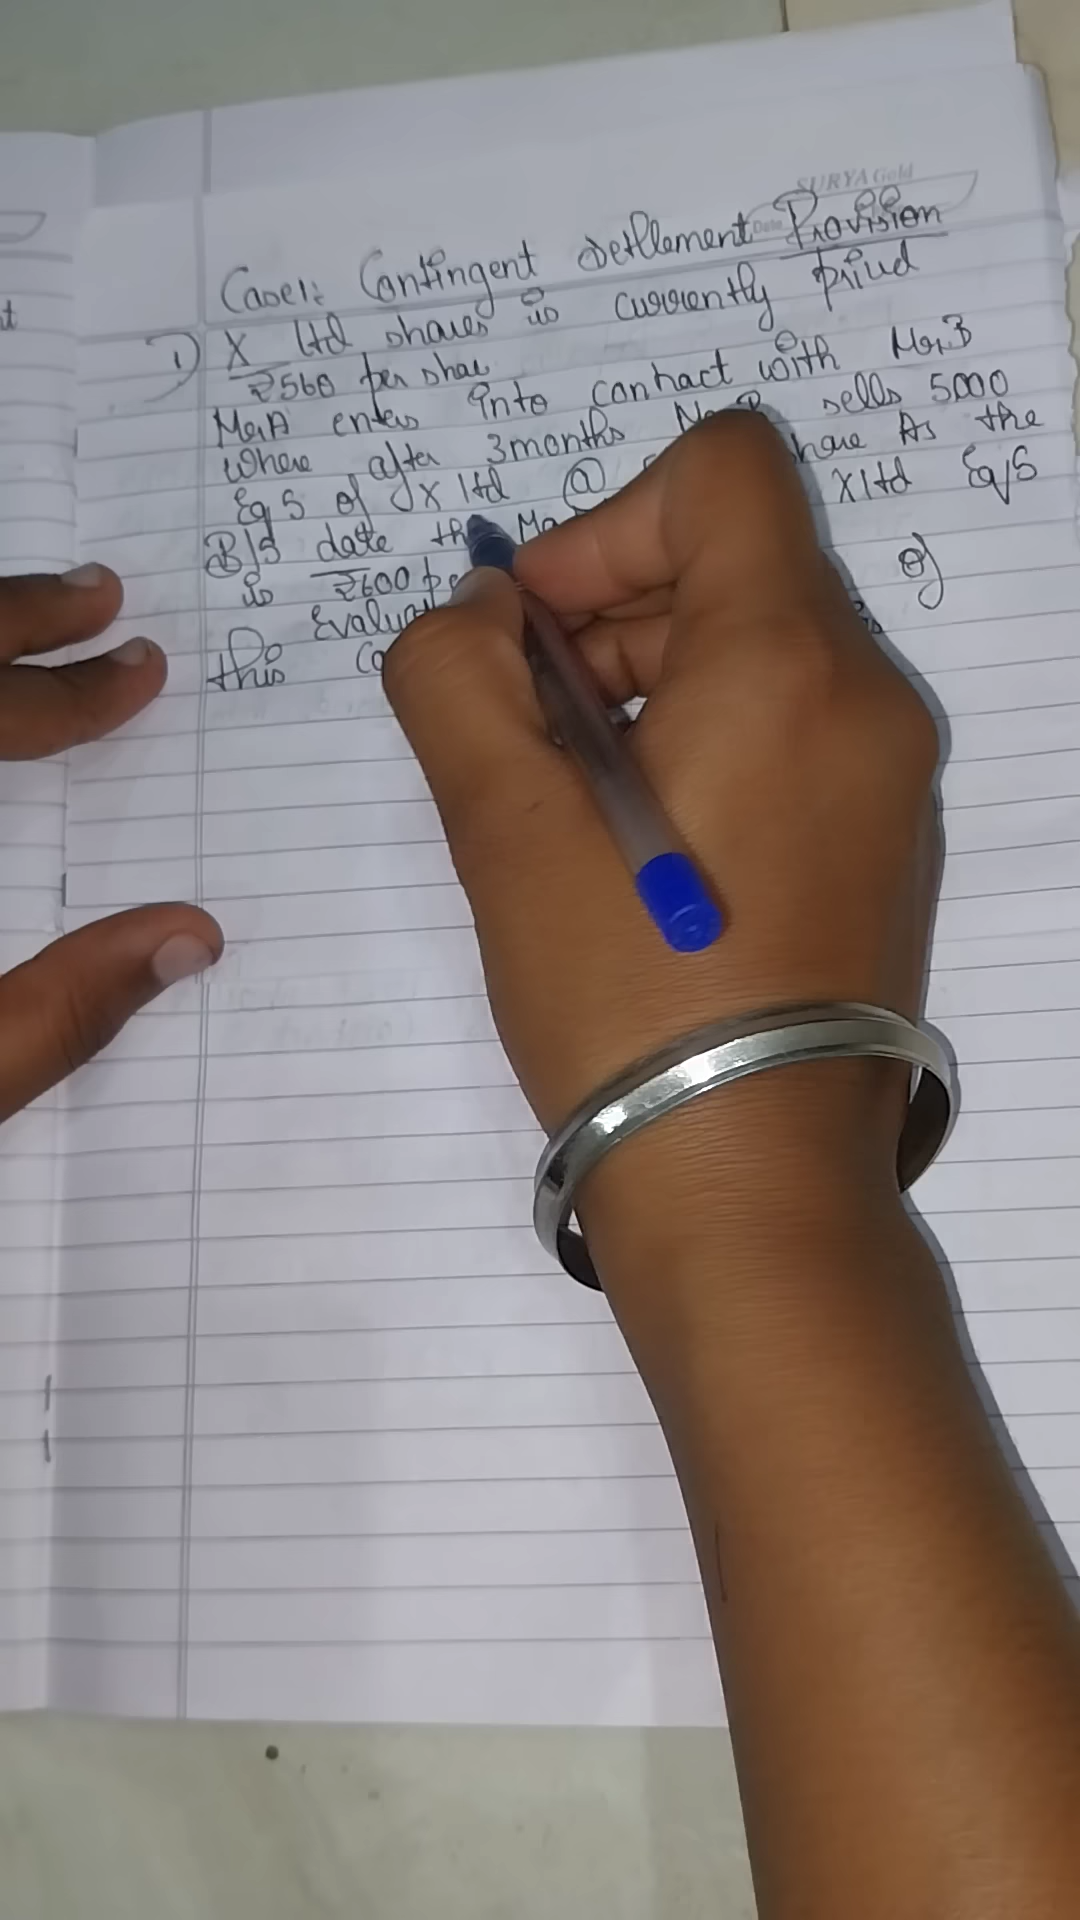 SURYA Gold
Date
Case1: Contingent Settlement Provision
1) X Ltd shares is currently priced
₹560 per share
Mr.A enters into contract with Mr.B
where after 3months sells 5000
Eq S of X ltd @ share As the
B/S date the X ltd Eq S
is ₹600
Evaluate of
this